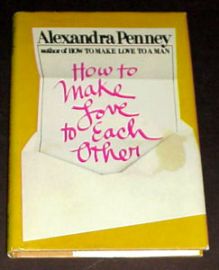 Alexandra Penney
author of HOW TO MAKE LOVE TO A MAN
How to
Make
Love
to Each
Other